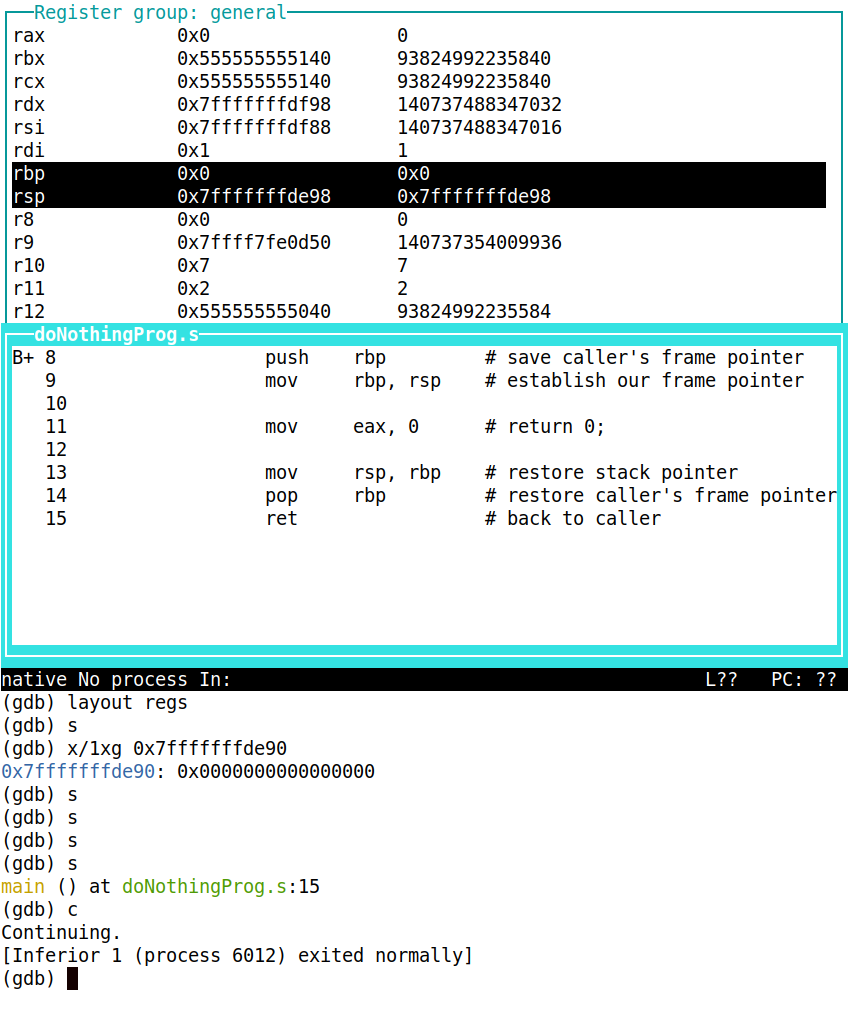 Register group: general
rax 0x0 0
rbx 0x555555555140 93824992235840
rcx 0x555555555140 93824992235840
rdx 0x7fffffffdf98 140737488347032
rsi 0x7fffffffdf88 140737488347016
rdi 0x1 1
rbp 0x0 0x0
rsp 0x7fffffffde98 0x7fffffffde98
r8 0x0 0
r9 0x7ffff7fe0d50 140737354009936
r10 0x7 7
r11 0x2 2
r12 0x555555555040 93824992235584
doNothingProg.s
B+ 8 push rbp # save caller's frame pointer
9 mov rbp, rsp # establish our frame pointer
10
11 mov eax, 0 # return 0;
12
13 mov rsp, rbp # restore stack pointer
14 pop rbp # restore caller's frame pointer
15 ret # back to caller
native No process In: L?? PC: ??
(gdb) layout regs
(gdb) s
(gdb) x/1xg 0x7fffffffde90
0x7fffffffde90: 0x0000000000000000
(gdb) s
(gdb) s
(gdb) s
(gdb) s
main () at doNothingProg.s:15
(gdb) c
Continuing.
[Inferior 1 (process 6012) exited normally]
(gdb)